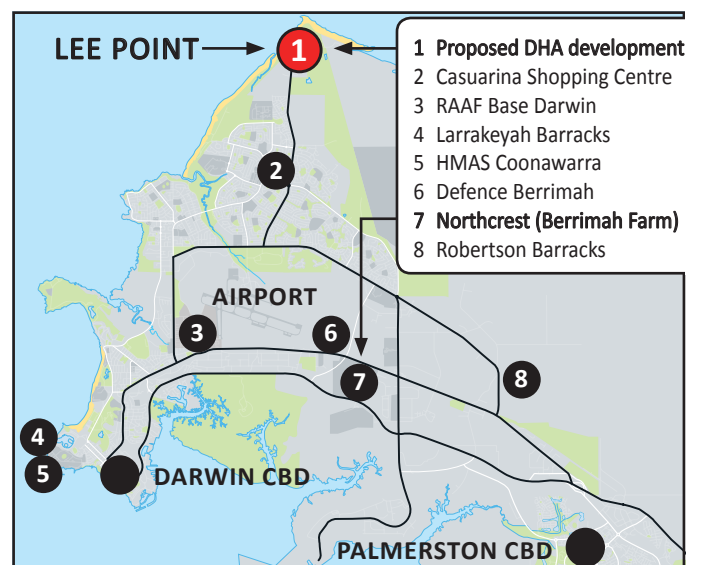 LEE POINT
1
1 Proposed DHA development
2 Casuarina Shopping Centre
3 RAAF Base Darwin
4 Larrakeyah Barracks
5 HMAS Coonawarra
6 Defence Berrimah
7 Northcrest (Berrimah Farm)
8 Robertson Barracks
2
AIRPORT
3
6
7
8
4
5
DARWIN CBD
PALMERSTON CBD